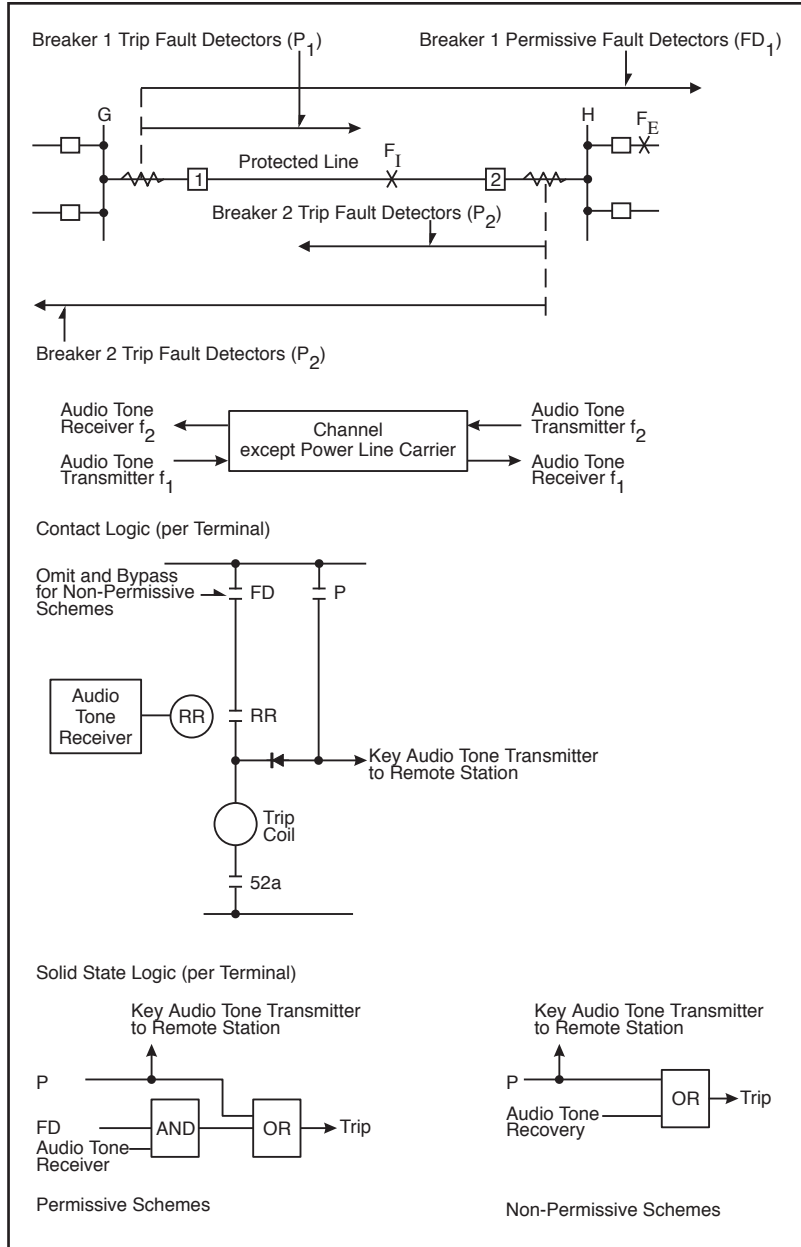 Breaker 1 Trip Fault Detectors (P1)
Breaker 1 Permissive Fault Detectors (FD1)
G
H
FE
Protected Line
FI
1
2
Breaker 2 Trip Fault Detectors (P2)
Breaker 2 Trip Fault Detectors (P2)
Audio Tone
Receiver f2
Audio Tone
Transmitter f1
Channel
except Power Line Carrier
Audio Tone
Transmitter f2
Audio Tone
Receiver f1
Contact Logic (per Terminal)
Omit and Bypass
for Non-Permissive
Schemes
FD
P
Audio
Tone
Receiver
RR
RR
Key Audio Tone Transmitter
to Remote Station
Trip
Coil
52a
Solid State Logic (per Terminal)
Key Audio Tone Transmitter
to Remote Station
P
FD
Audio Tone
Receiver
AND
OR
Trip
Permissive Schemes
Key Audio Tone Transmitter
to Remote Station
P
Audio Tone
Recovery
OR
Trip
Non-Permissive Schemes